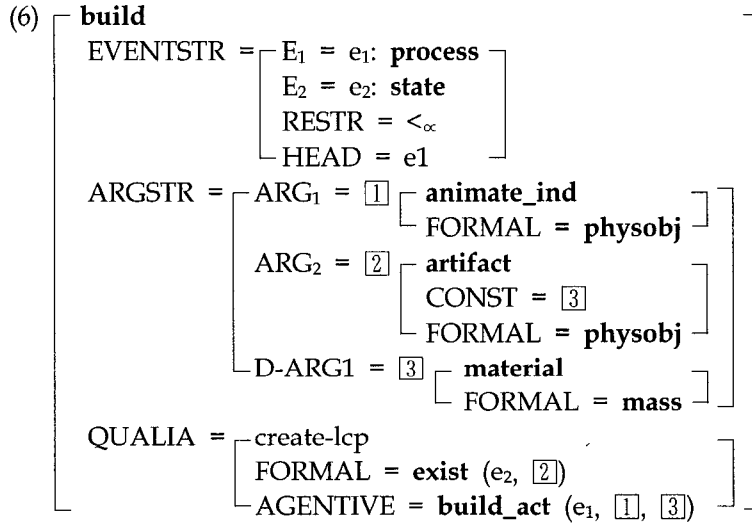 (6) build
EVENTSTR = E₁ = e₁: process
E₂ = e₂: state
RESTR = <∝
HEAD = e1
ARGSTR = ARG₁ = [1] animate_ind
FORMAL = physobj
ARG₂ = [2] artifact
CONST = [3]
FORMAL = physobj
D-ARG1 = [3] material
FORMAL = mass
QUALIA = create-lcp
FORMAL = exist (e₂, [2])
AGENTIVE = build_act (e₁, [1], [3])